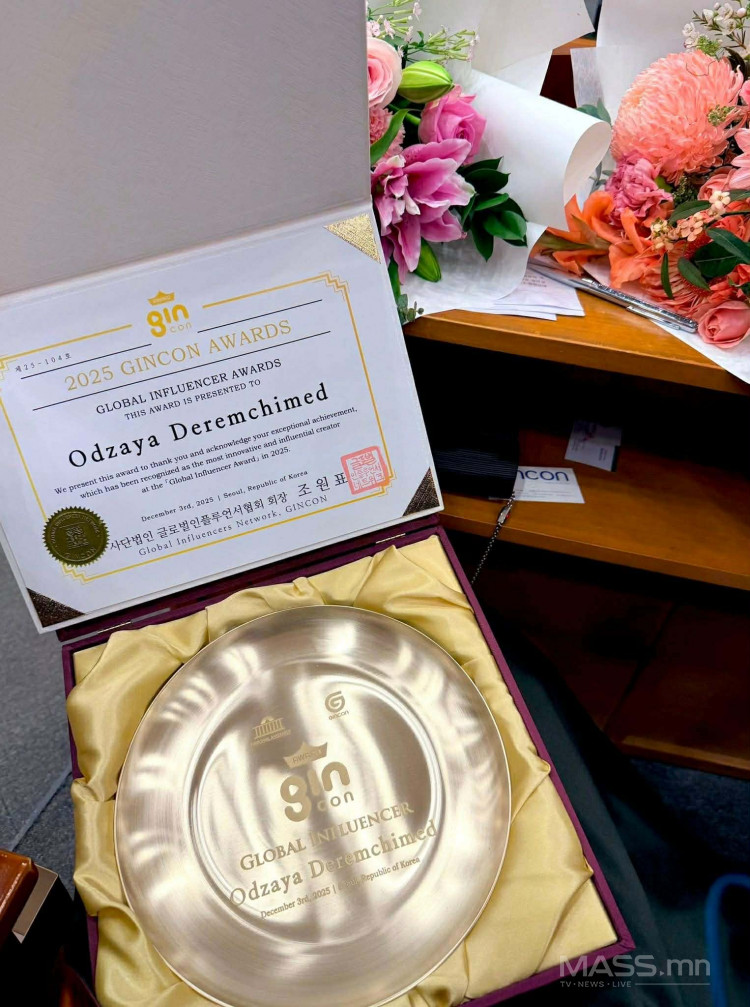 gin
con
제25-104호
2025 GINCON AWARDS
GLOBAL INFLUENCER AWARDS
THIS AWARD IS PRESENTED TO
Odzaya Deremchimed
We present this award to thank you and acknowledge your exceptional achievement,
which has been recognized as the most innovative and influential creator
at the 「Global Influencer Award」 in 2025.
December 3rd, 2025 | Seoul, Republic of Korea
사단법인 글로벌인플루언서협회 회장 조원표
Global Influencers Network, GINCON
con
GINCON
gin
con
GLOBAL INFLUENCER
Odzaya Deremchimed
December 3rd, 2025 | Republic of Korea
MASS.mn
TV • NEWS • LIVE